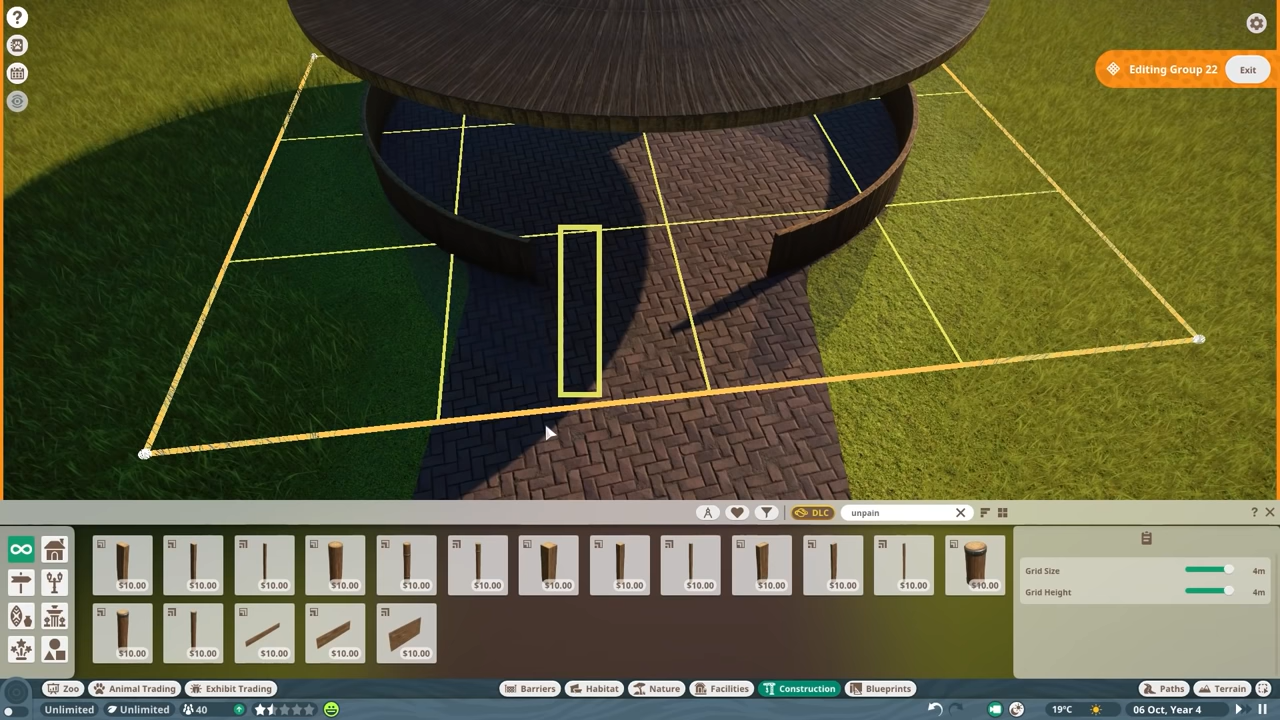 ?
Editing Group 22
Exit
DLC
unpain
?
$10.00 $10.00 $10.00 $10.00 $10.00 $10.00 $10.00 $10.00 $10.00 $10.00 $10.00 $10.00 $10.00
Grid Size 4m
Grid Height 4m
$10.00 $10.00 $10.00 $10.00 $10.00
Zoo Animal Trading Exhibit Trading Barriers Habitat Nature Facilities Construction Blueprints Paths Terrain
Unlimited Unlimited 40 19°C 06 Oct, Year 4